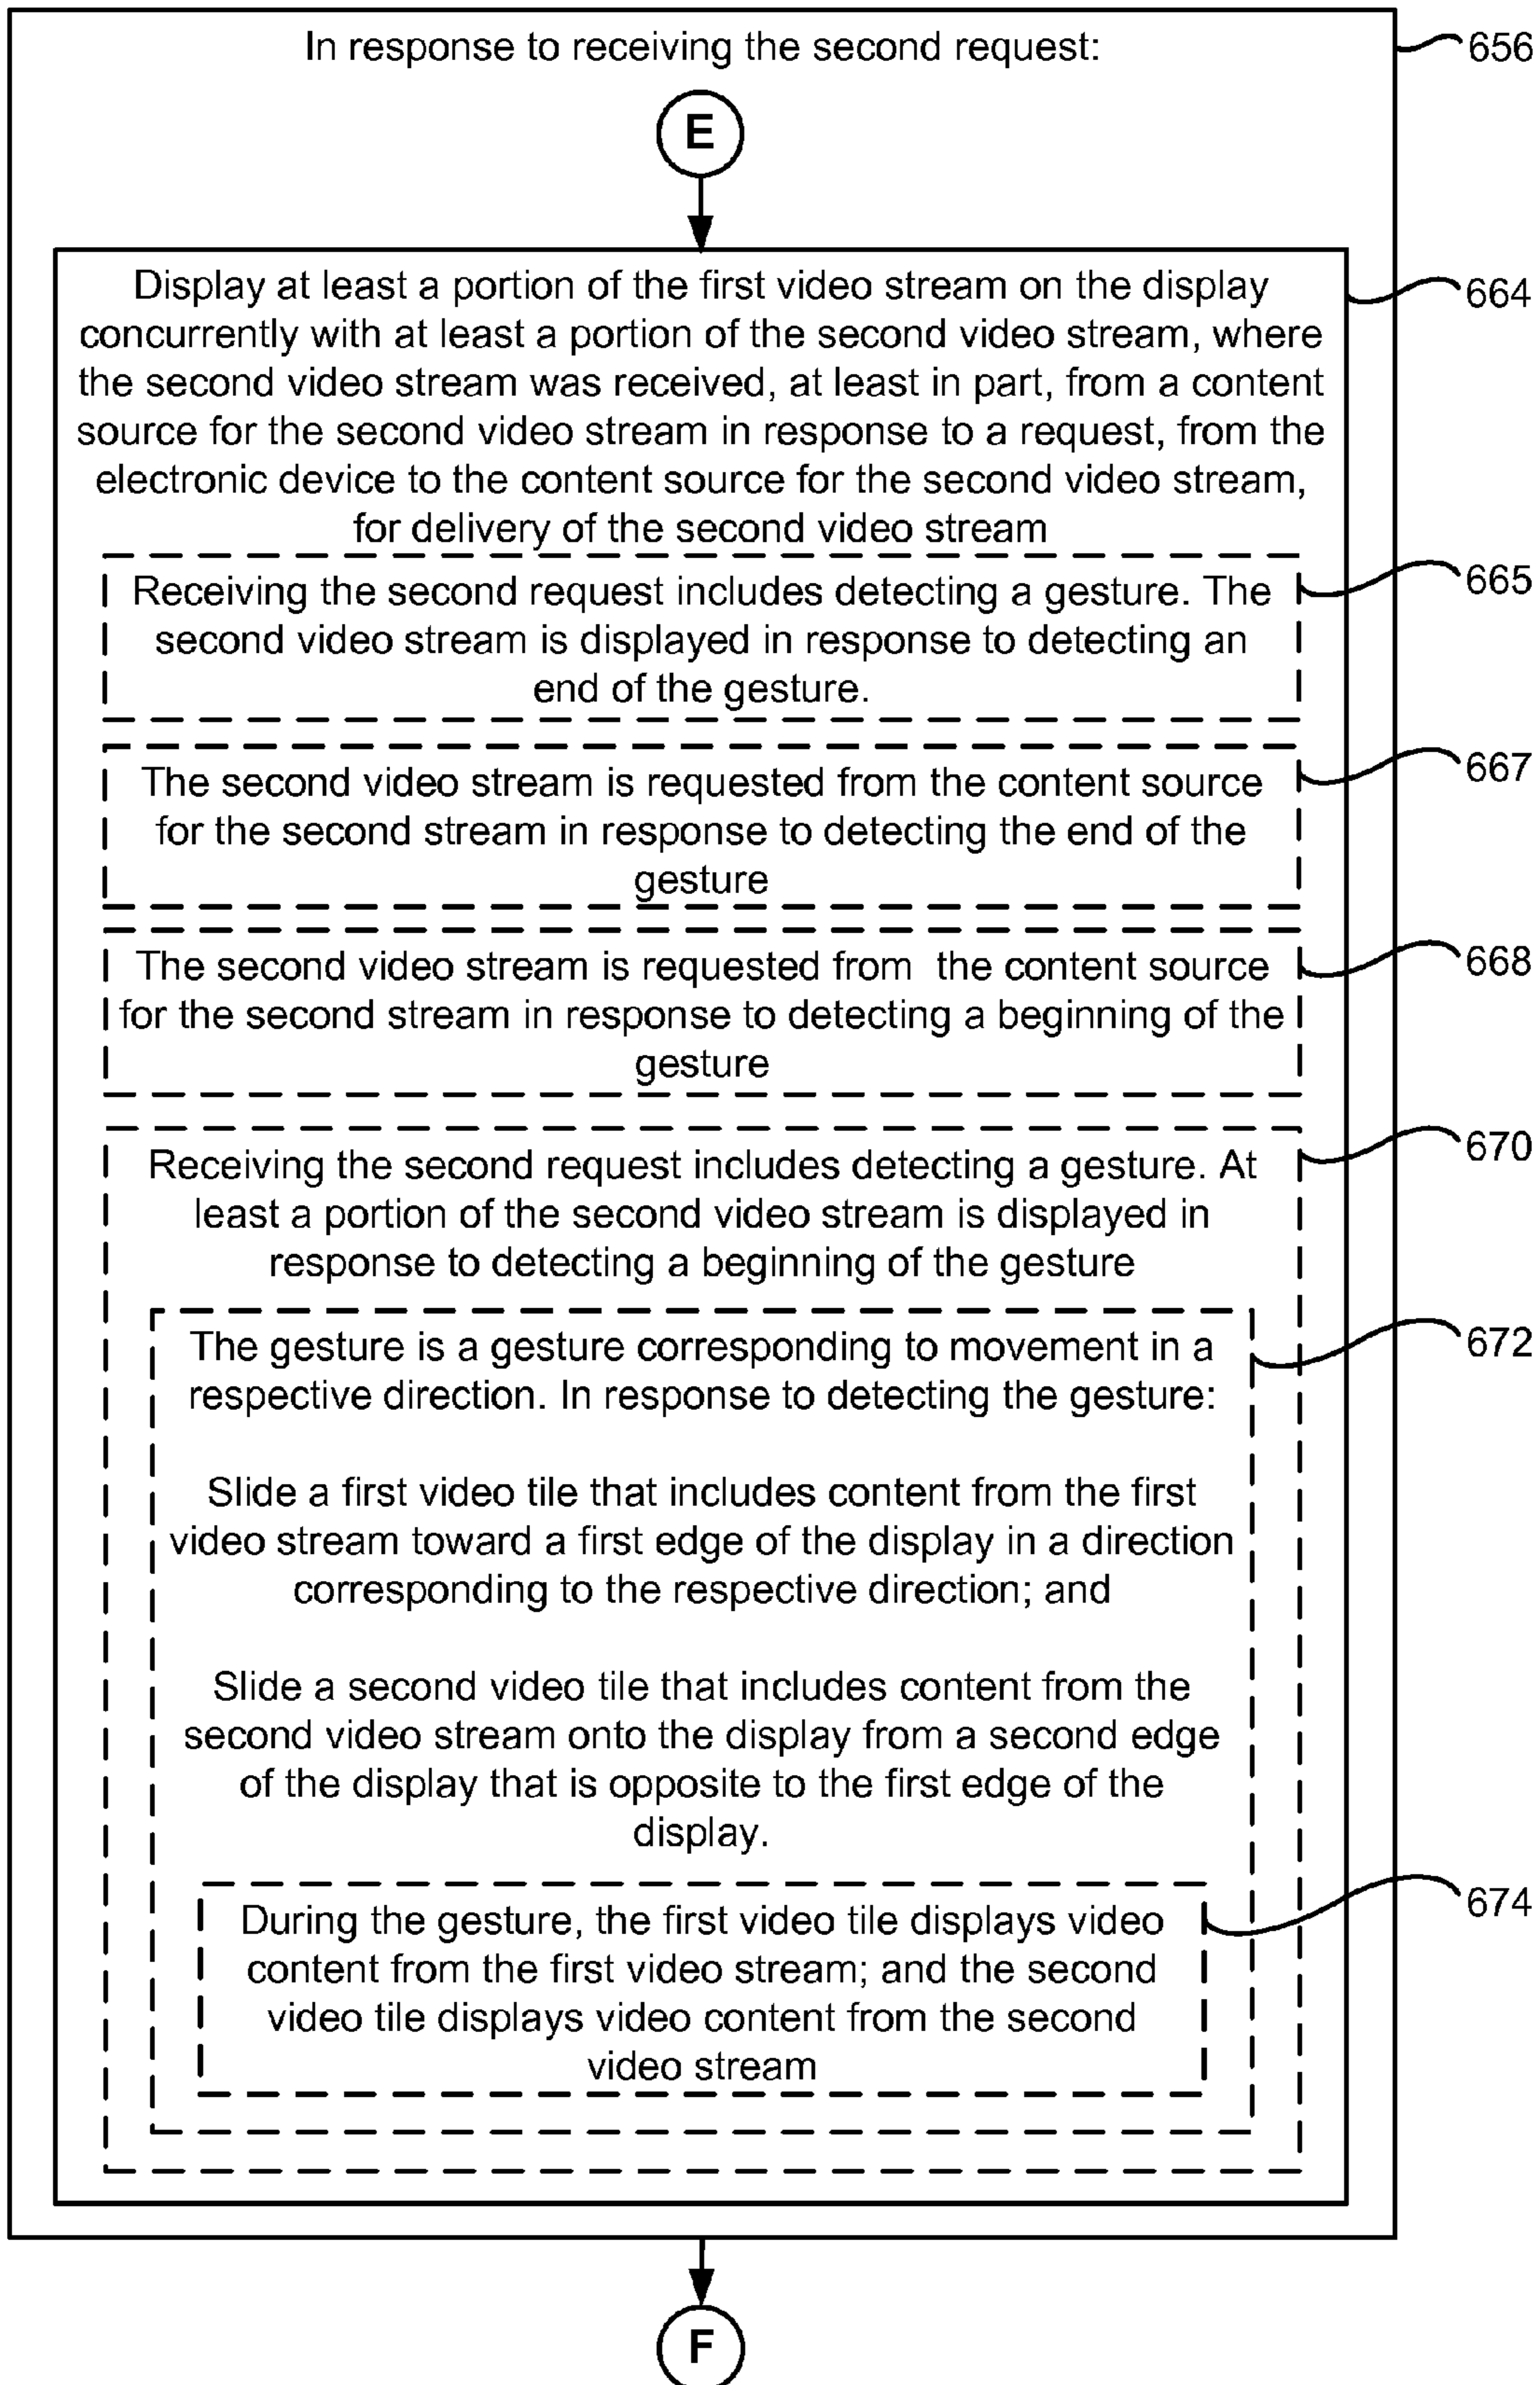 In response to receiving the second request:
656
E
Display at least a portion of the first video stream on the display
664
concurrently with at least a portion of the second video stream, where
the second video stream was received, at least in part, from a content
source for the second video stream in response to a request, from the
electronic device to the content source for the second video stream,
for delivery of the second video stream
Receiving the second request includes detecting a gesture. The
665
second video stream is displayed in response to detecting an
end of the gesture.
The second video stream is requested from the content source
667
for the second stream in response to detecting the end of the
gesture
The second video stream is requested from the content source
668
for the second stream in response to detecting a beginning of the
gesture
Receiving the second request includes detecting a gesture. At
670
least a portion of the second video stream is displayed in
response to detecting a beginning of the gesture
The gesture is a gesture corresponding to movement in a
672
respective direction. In response to detecting the gesture:
Slide a first video tile that includes content from the first
video stream toward a first edge of the display in a direction
corresponding to the respective direction; and
Slide a second video tile that includes content from the
second video stream onto the display from a second edge
of the display that is opposite to the first edge of the
display.
During the gesture, the first video tile displays video
674
content from the first video stream; and the second
video tile displays video content from the second
video stream
F